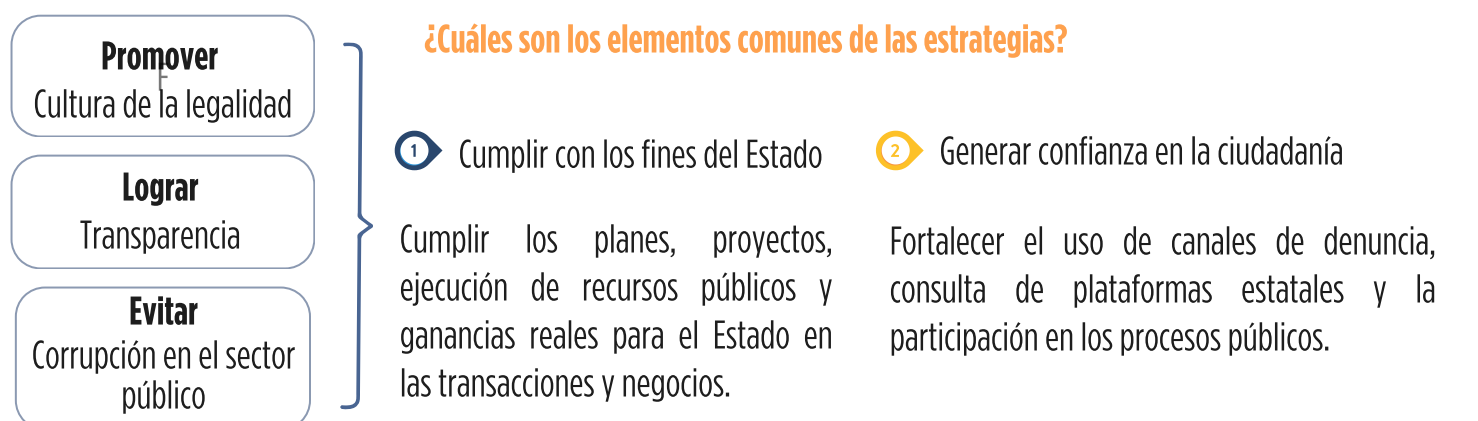 Promover
F
Cultura de la legalidad
Lograr
Transparencia
Evitar
Corrupción en el sector
público
¿Cuáles son los elementos comunes de las estrategias?
1 Cumplir con los fines del Estado
Cumplir los planes, proyectos,
ejecución de recursos públicos y
ganancias reales para el Estado en
las transacciones y negocios.
2 Generar confianza en la ciudadanía
Fortalecer el uso de canales de denuncia,
consulta de plataformas estatales y la
participación en los procesos públicos.